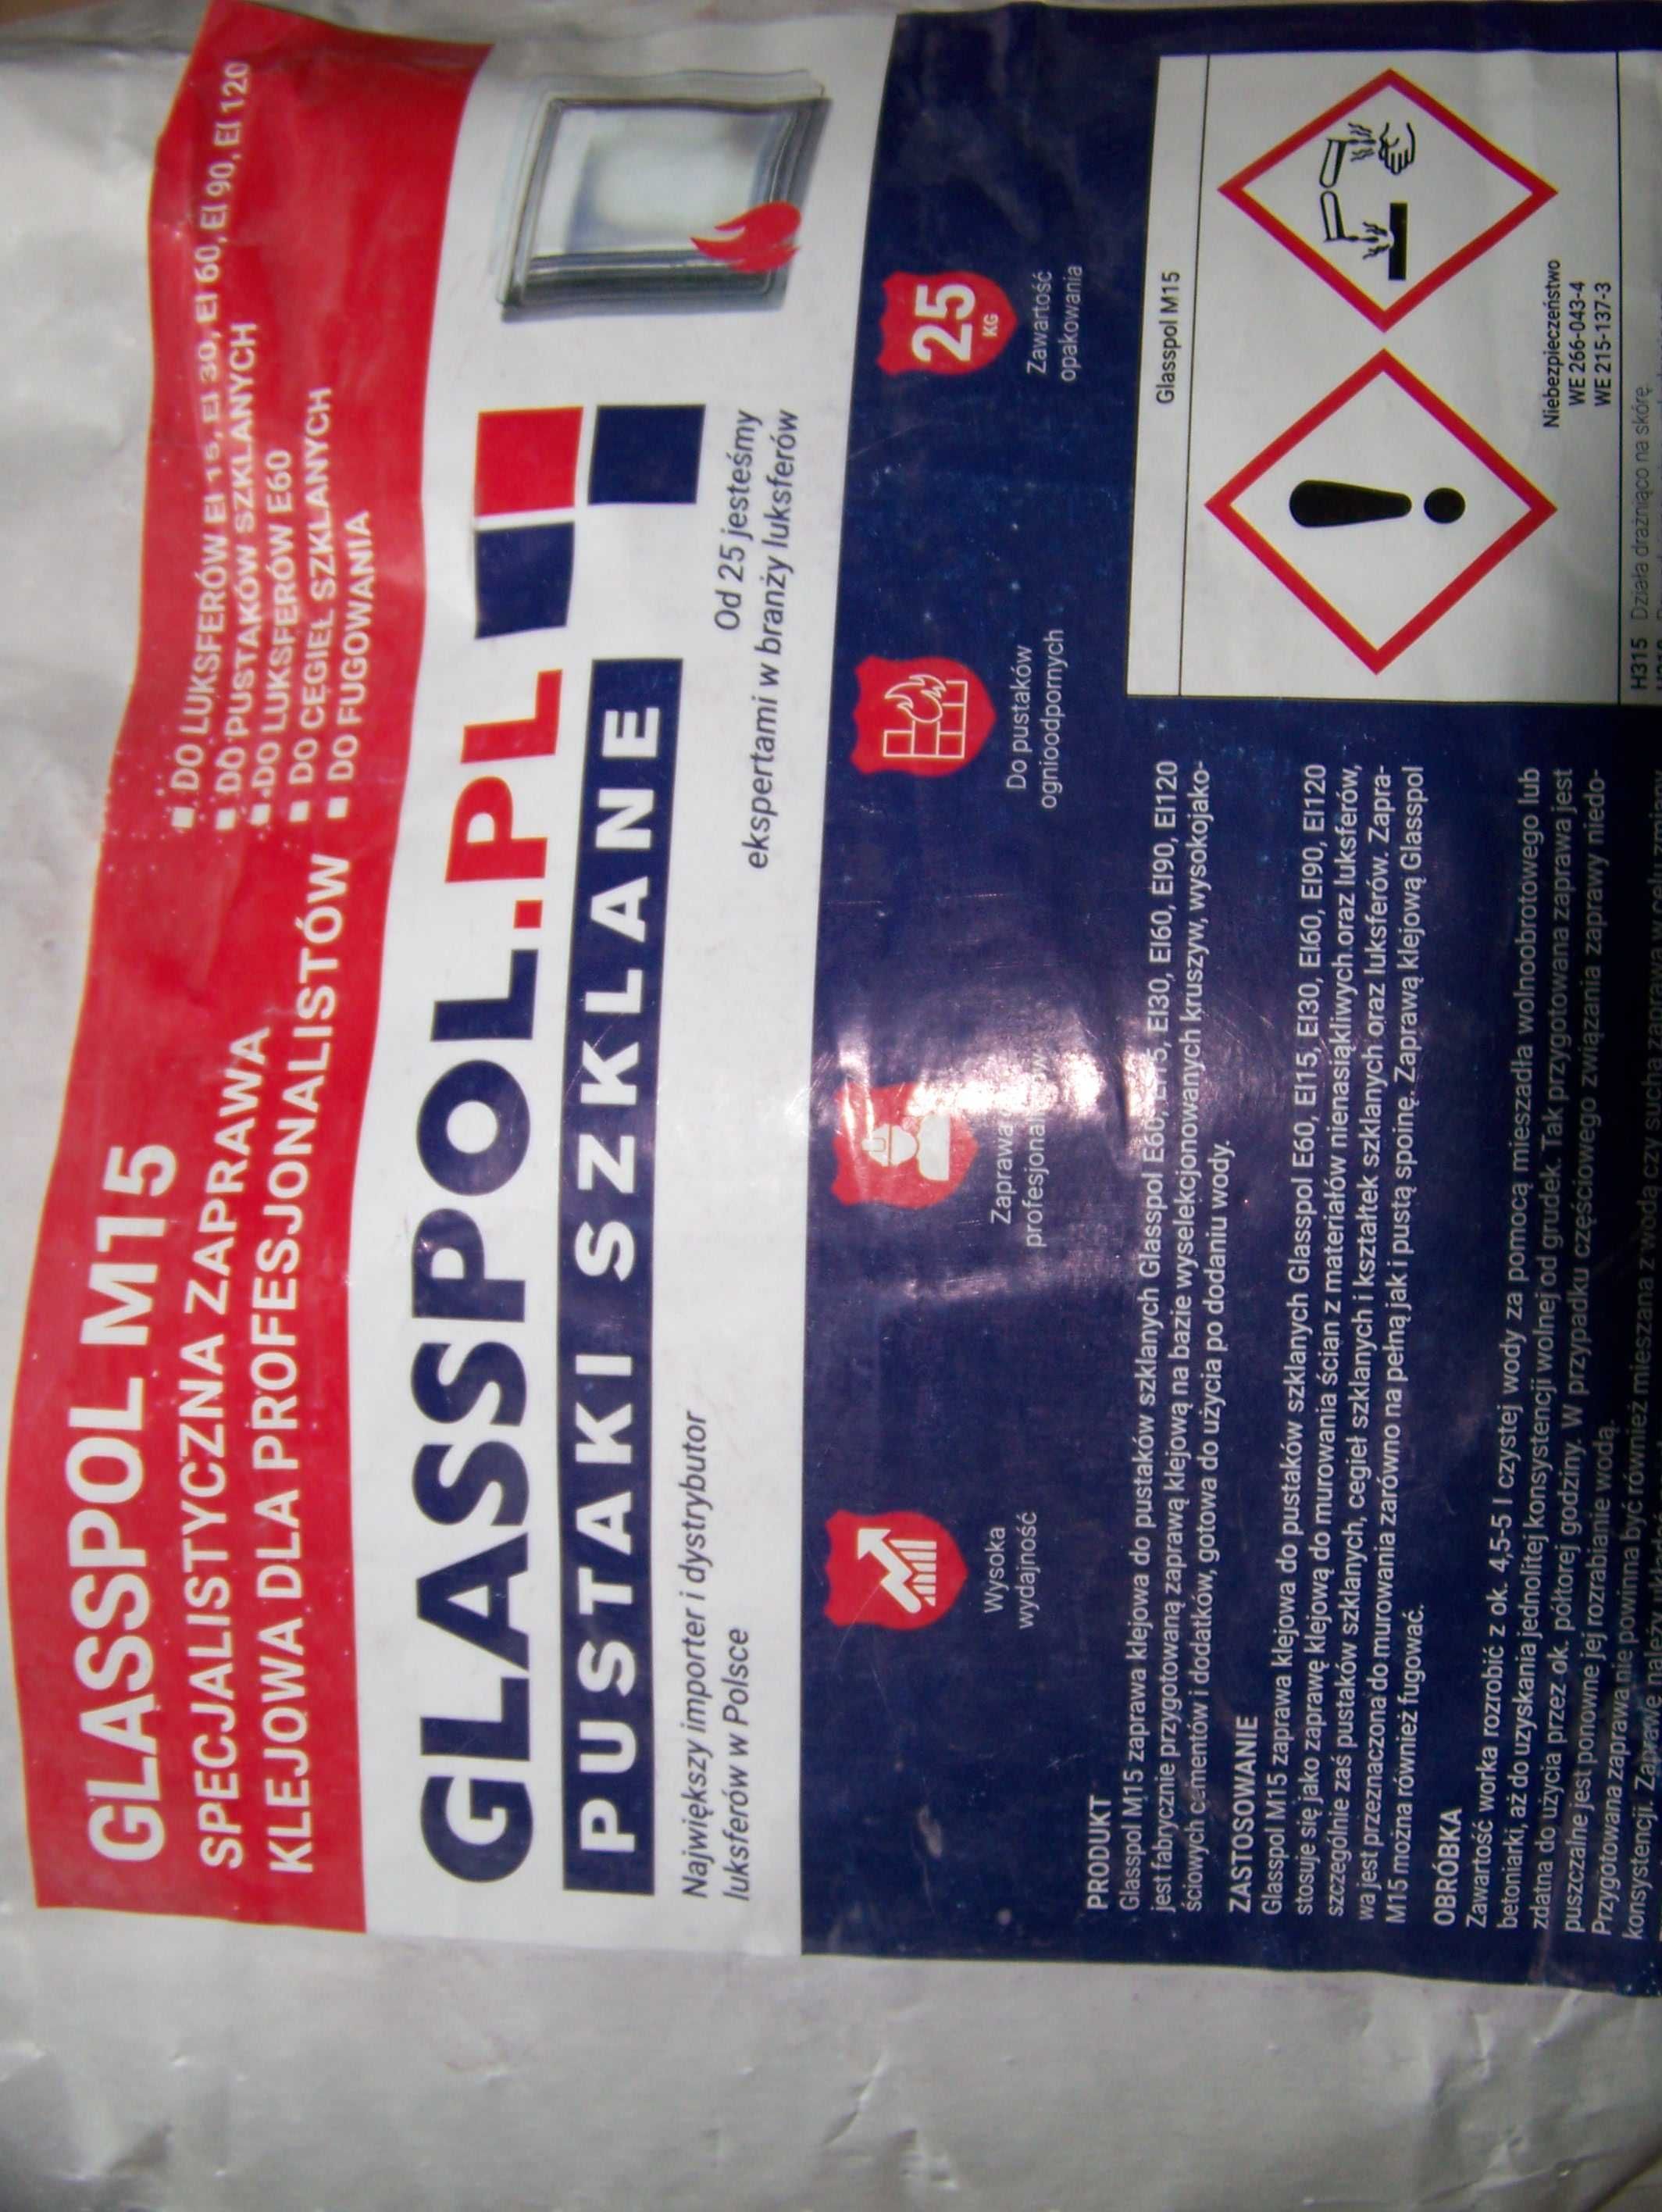 GLASSPOL M15
SPECJALISTYCZNA ZAPRAWA
KLEJOWA DLA PROFESJONALISTÓW
▪ DO LUKSFERÓW EI 15, EI 30, EI 60, EI 90, EI 120
▪ DO PUSTAKÓW SZKLANYCH
▪ DO LUKSFERÓW E60
▪ DO CEGIEŁ SZKLANYCH
▪ DO FUGOWANIA
GLASSPOL.PL
PUSTAKI SZKLANE
Największy importer i dystrybutor
luksferów w Polsce
Od 25 jesteśmy
ekspertami w branży luksferów
Wysoka
wydajność
Zaprawa
Do pustaków
ognioodpornych
25
KG
Zawartość
opakowania
PRODUKT
Glasspol M15 zaprawa klejowa do pustaków szklanych Glasspol E60, EI15, EI30, EI60, EI90, EI120
jest fabrycznie przygotowaną zaprawą klejową na bazie wyselekcjonowanych kruszyw, wysokojako-
ściowych cementów i dodatków, gotowa do użycia po dodaniu wody.
ZASTOSOWANIE
Glasspol M15 zaprawa klejowa do pustaków szklanych Glasspol E60, EI15, EI30, EI60, EI90, EI120
stosuje się jako zaprawę klejową do murowania ścian z materiałów nienasiąkliwych oraz luksferów,
szczególnie zaś pustaków szklanych, cegieł szklanych i kształtek szklanych oraz luksferów. Zapra-
wa jest przeznaczona do murowania zarówno na pełną jak i pustą spoinę. Zaprawą klejową Glasspol
M15 można również fugować.
OBRÓBKA
Zawartość worka rozrobić z ok. 4,5-5 l czystej wody za pomocą mieszadła wolnoobrotowego lub
betoniarki, aż do uzyskania jednolitej konsystencji wolnej od grudek. Tak przygotowana zaprawa jest
zdatna do użycia przez ok. półtorej godziny. W przypadku częściowego związania zaprawy niedo-
puszczalne jest ponowne jej rozrabianie wodą.
Przygotowana zaprawa nie powinna być również mieszana z wodą czy suchą zaprawą w celu zmiany
konsystencji. Zaprawę należy
Glasspol M15
Niebezpieczeństwo
WE 266-043-4
WE 215-137-3
H315 Działa drażniąco na skórę.